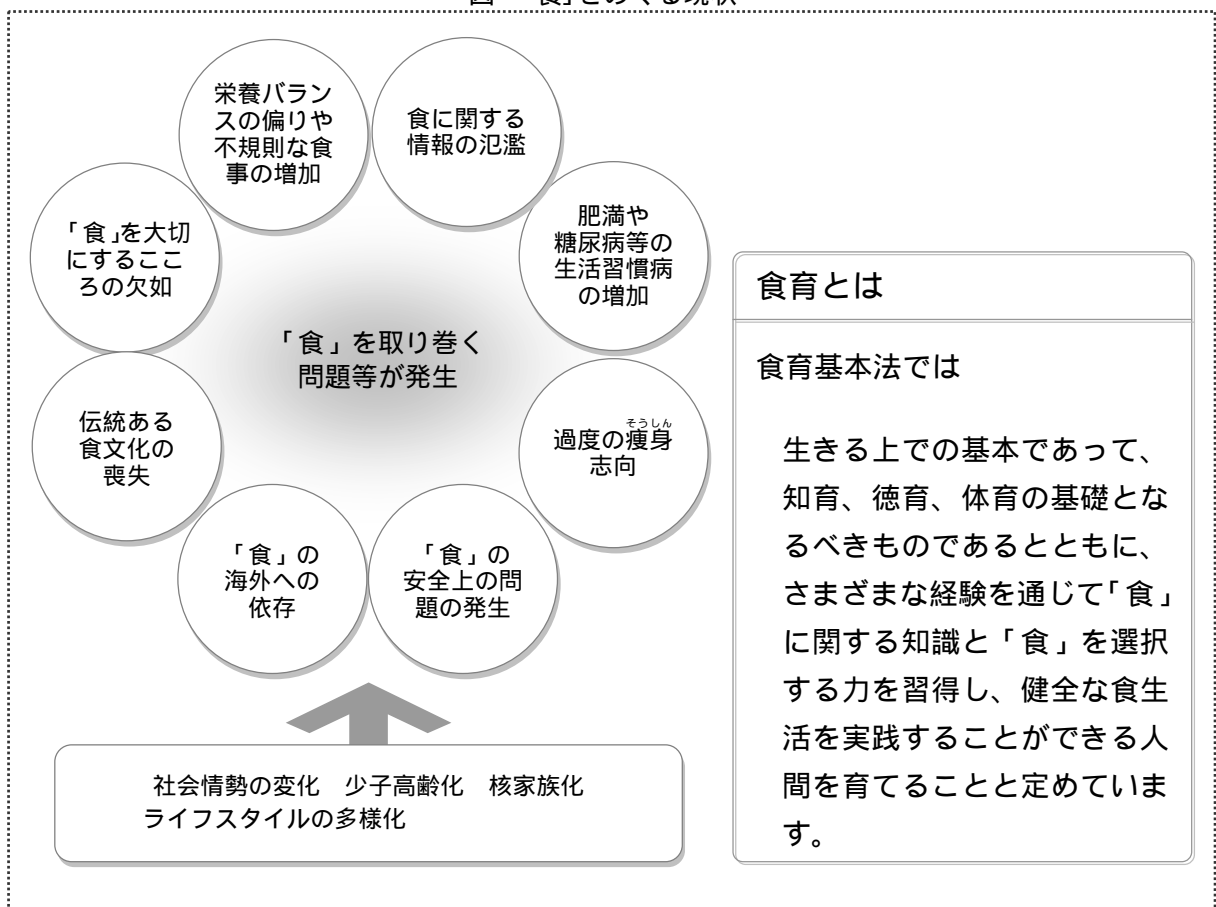 栄養バラン
スの偏りや
不規則な食
事の増加
食に関する
情報の氾濫
「食」を大切
にするここ
ろの欠如
肥満や
糖尿病等の
生活習慣病
の増加
「食」を取り巻く
問題等が発生
伝統ある
食文化の
喪失
過度の痩身
そうしん
志向
「食」の
海外への
依存
「食」の
安全上の問
題の発生
社会情勢の変化 少子高齢化 核家族化
ライフスタイルの多様化
食育とは
食育基本法では
生きる上での基本であって、
知育、徳育、体育の基礎とな
るべきものであるとともに、
さまざまな経験を通じて「食」
に関する知識と「食」を選択
する力を習得し、健全な食生
活を実践することができる人
間を育てることと定めていま
す。